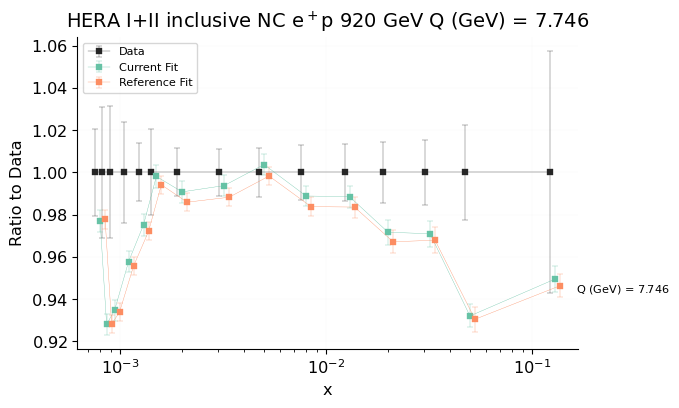 HERA I+II inclusive NC e⁺p 920 GeV Q (GeV) = 7.746
Ratio to Data
1.06
1.04
1.02
1.00
0.98
0.96
0.94
0.92
Data
Current Fit
Reference Fit
Q (GeV) = 7.746
10⁻³
10⁻²
10⁻¹
x